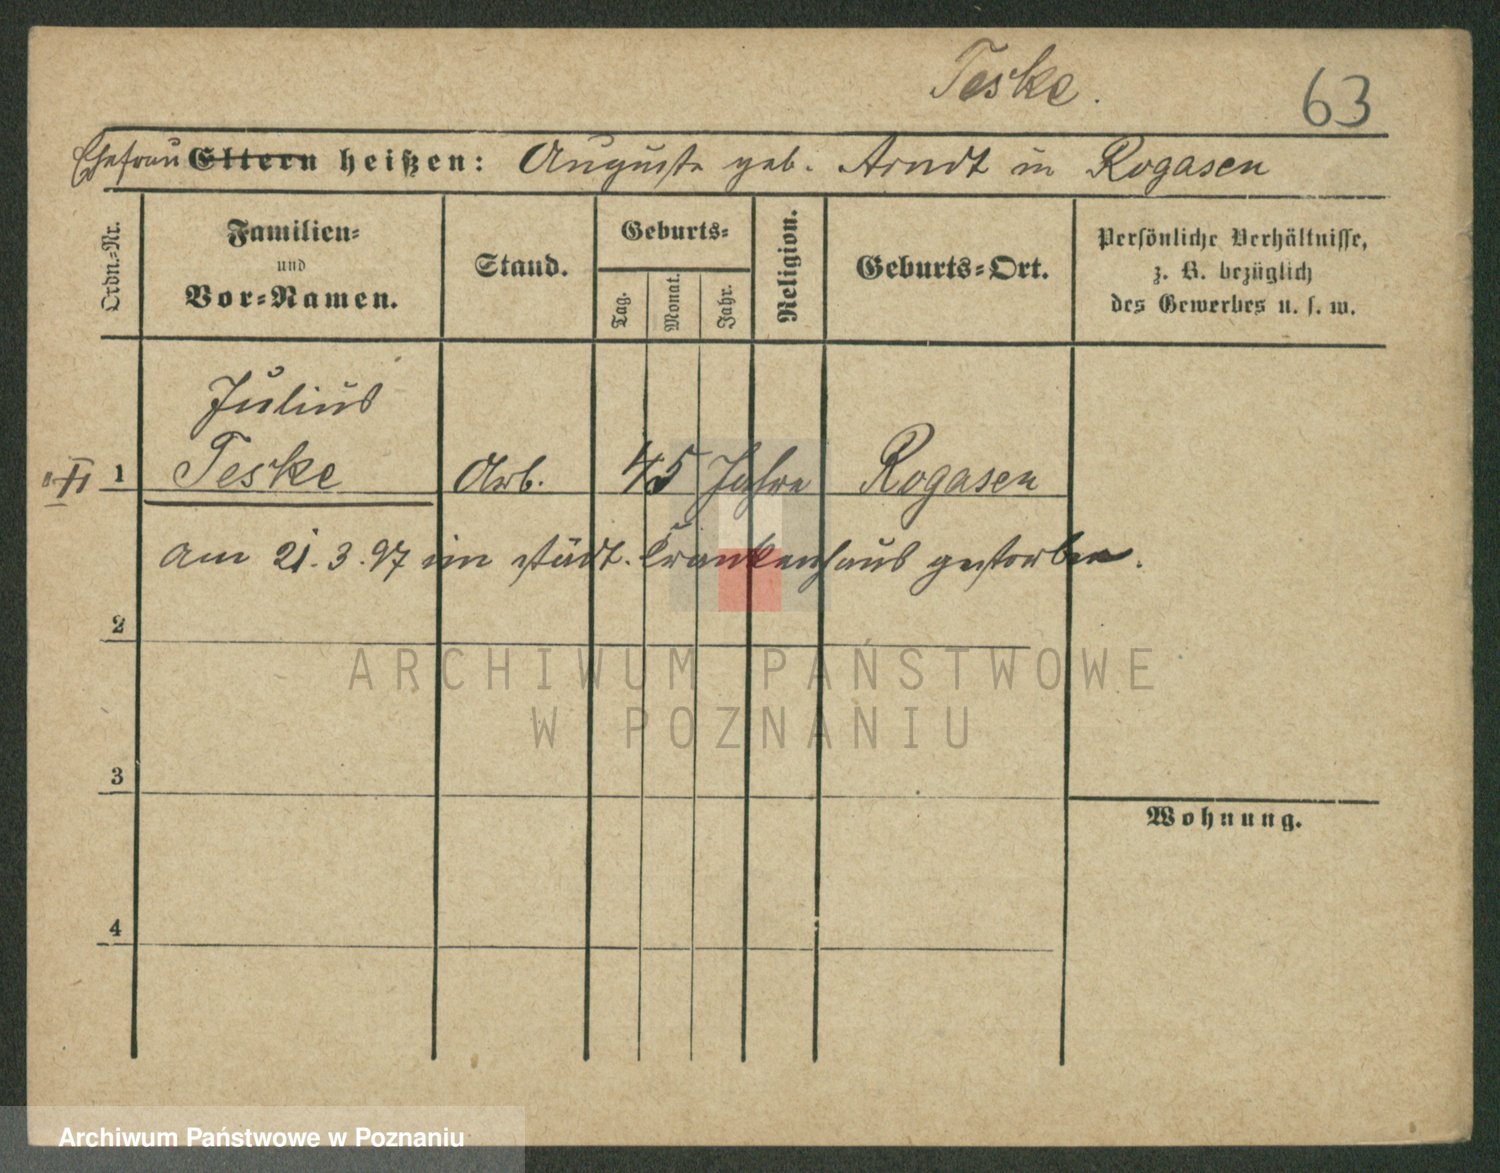 Teske.
63
Ehefrau Eltern heißen: Auguste geb. Arndt in Rogasen
Ordn.-Nr.
Familien-
und
Vor-Namen.
Stand.
Geburts-
Tag.
Monat.
Jahr.
Religion.
Geburts-Ort.
Persönliche Verhältnisse,
z. B. bezüglich
des Gewerbes u. s. w.
Julius
1 Teske Arb. 45 Jahre Rogasen
am 21.3.97 im städt. Krankenhaus gestorben.
2
ARCHIWUM PAŃSTWOWE
W POZNANIU
3
Wohnung.
4
Archiwum Państwowe w Poznaniu